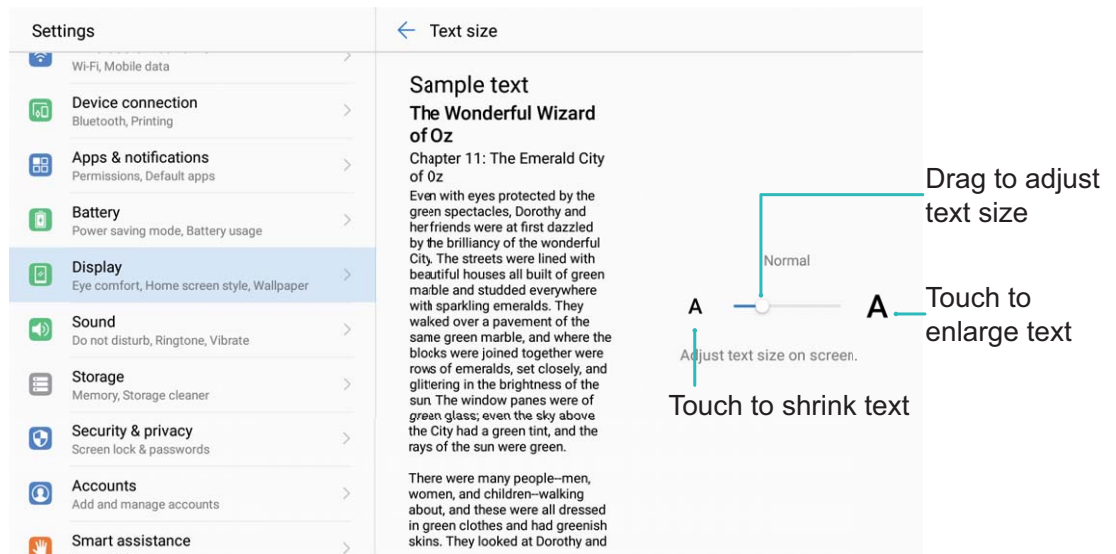 Settings
Wi-Fi, Mobile data
Device connection
Bluetooth, Printing
Apps & notifications
Permissions, Default apps
Battery
Power saving mode, Battery usage
Display
Eye comfort, Home screen style, Wallpaper
Sound
Do not disturb, Ringtone, Vibrate
Storage
Memory, Storage cleaner
Security & privacy
Screen lock & passwords
Accounts
Add and manage accounts
Smart assistance
Text size
Sample text
The Wonderful Wizard
of Oz
Chapter 11: The Emerald City
of Oz
Even with eyes protected by the
green spectacles, Dorothy and
her friends were at first dazzled
by the brilliancy of the wonderful
City. The streets were lined with
beautiful houses all built of green
marble and studded everywhere
with sparkling emeralds. They
waked over a pavement of the
same green marble, and where the
blocks were joined together were
rows of emeralds, set closely, and
glittering in the brightness of the
sun. The window panes were of
green glass; even the sky above
the City had a green tint, and the
rays of the sun were green.
There were many people--men,
women, and children--walking
about, and these were all dressed
in green clothes and had greenish
skins. They looked at Dorothy and
Normal
A
A
Adjust text size on screen.
Drag to adjust
text size
Touch to
enlarge text
Touch to shrink text